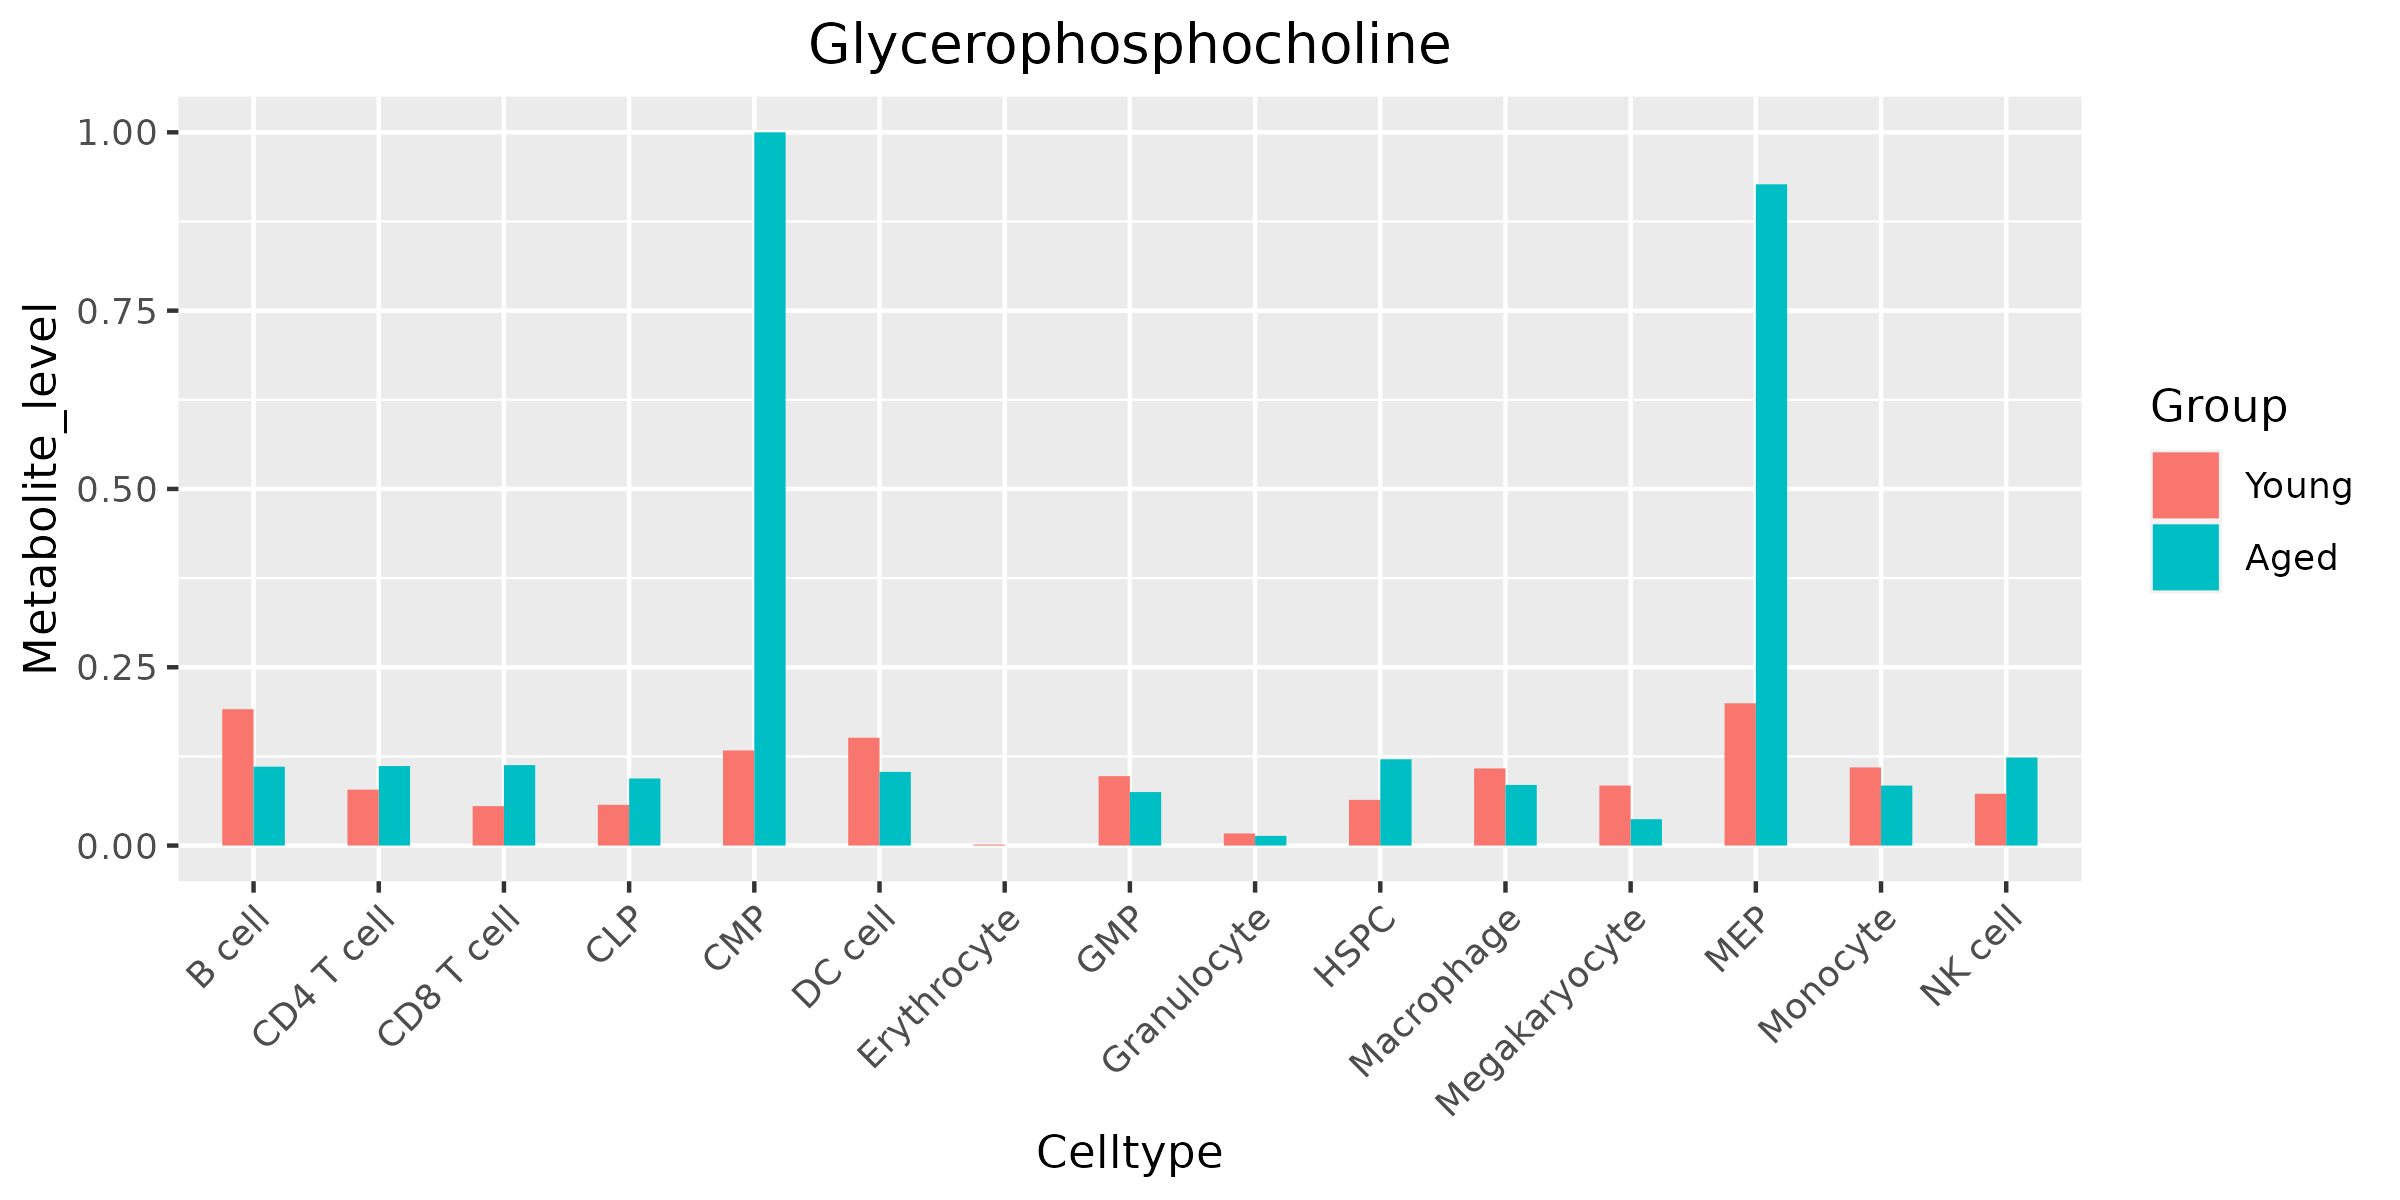 Glycerophosphocholine
Metabolite_level
1.00
0.75
0.50
0.25
0.00
B cell
CD4 T cell
CD8 T cell
CLP
CMP
DC cell
Erythrocyte
GMP
Granulocyte
HSPC
Macrophage
Megakaryocyte
MEP
Monocyte
NK cell
Celltype
Group
Young
Aged